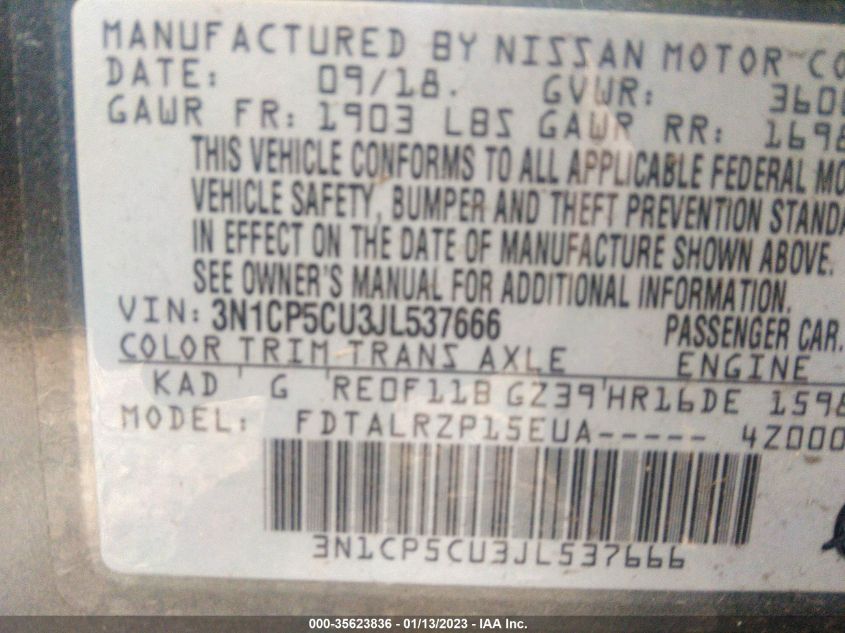 MANUFACTURED BY NISSAN MOTOR CO
DATE: 09/18. GVWR: 360
GAWR FR: 1903 LBS GAWR RR: 169
THIS VEHICLE CONFORMS TO ALL APPLICABLE FEDERAL MO
VEHICLE SAFETY, BUMPER AND THEFT PREVENTION STANDA
IN EFFECT ON THE DATE OF MANUFACTURE SHOWN ABOVE.
SEE OWNER'S MANUAL FOR ADDITIONAL INFORMATION.
VIN: 3N1CP5CU3JL537666 PASSENGER CAR.
COLOR TRIM TRANS AXLE ENGINE
KAD G RE0F11B GZ39 HR16DE 159
MODEL: FDTALRZP15EUA----- 4Z000
3N1CP5CU3JL537666
000-35623836 - 01/13/2023 - IAA Inc.